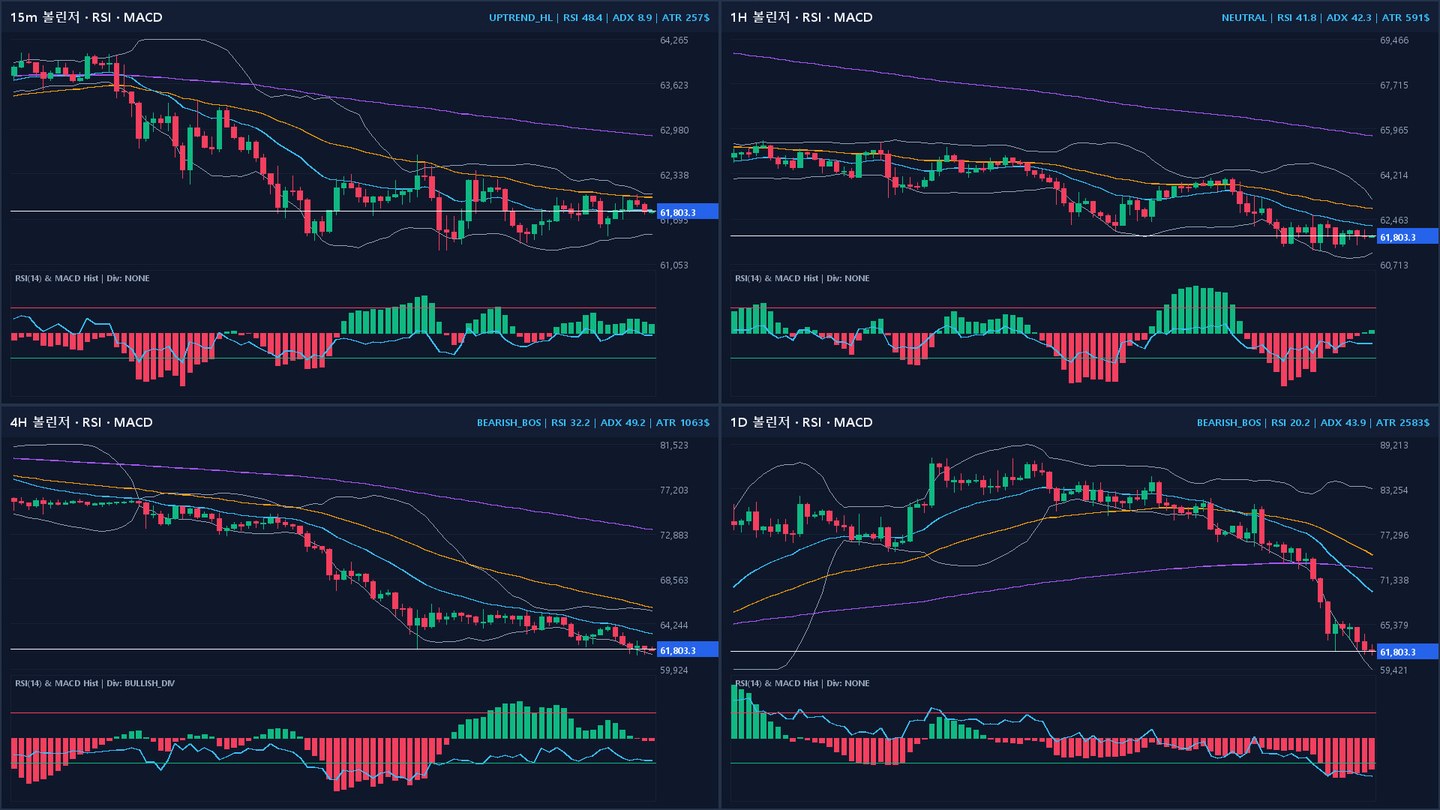 15m 볼린저 · RSI · MACD
UPTREND_HL | RSI 48.4 | ADX 8.9 | ATR 257$
64,265
63,623
62,980
62,338
61,803.3
61,695
61,053
RSI(14) & MACD Hist | Div: NONE
1H 볼린저 · RSI · MACD
NEUTRAL | RSI 41.8 | ADX 42.3 | ATR 591$
69,466
67,715
65,965
64,214
62,463
61,803.3
60,713
RSI(14) & MACD Hist | Div: NONE
4H 볼린저 · RSI · MACD
BEARISH_BOS | RSI 32.2 | ADX 49.2 | ATR 1063$
81,523
77,203
72,883
68,563
64,244
61,803.3
59,924
RSI(14) & MACD Hist | Div: BULLISH_DIV
1D 볼린저 · RSI · MACD
BEARISH_BOS | RSI 20.2 | ADX 43.9 | ATR 2583$
89,213
83,254
77,296
71,338
65,379
61,803.3
59,421
RSI(14) & MACD Hist | Div: NONE